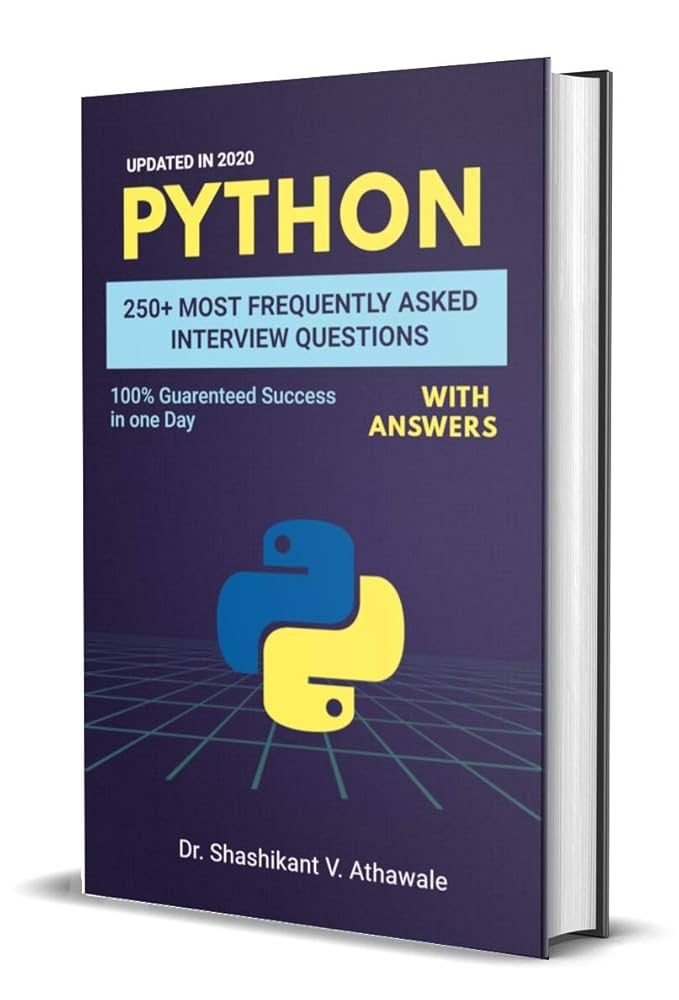 UPDATED IN 2020
PYTHON
250+ MOST FREQUENTLY ASKED
INTERVIEW QUESTIONS
100% Guarenteed Success
in one Day
WITH
ANSWERS
Dr. Shashikant V. Athawale